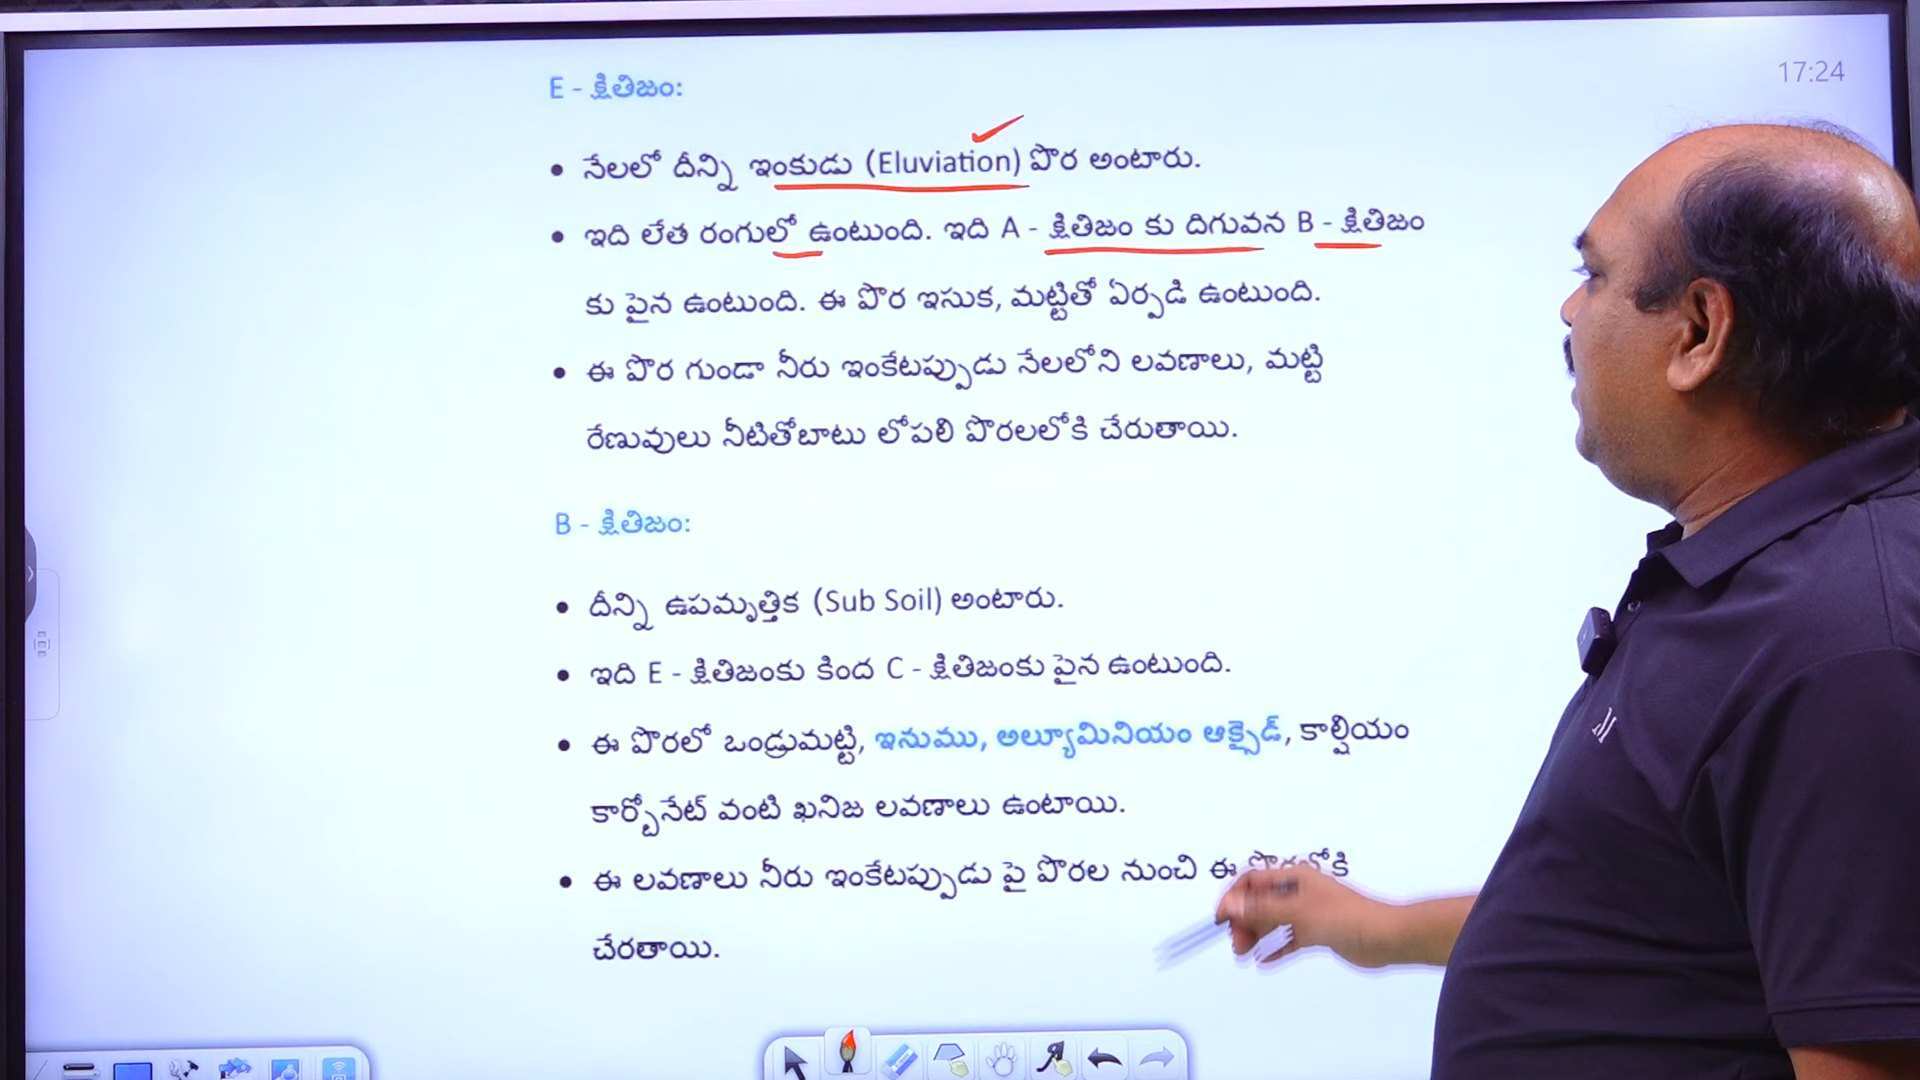 17:24
E - క్షితిజం:
• నేలలో దీన్ని ఇంకుడు (Eluviation) పొర అంటారు.
• ఇది లేత రంగులో ఉంటుంది. ఇది A - క్షితిజం కు దిగువన B - క్షితిజం
కు పైన ఉంటుంది. ఈ పొర ఇసుక, మట్టితో ఏర్పడి ఉంటుంది.
• ఈ పొర గుండా నీరు ఇంకేటప్పుడు నేలలోని లవణాలు, మట్టి
రేణువులు నీటితోబాటు లోపలి పొరలలోకి చేరుతాయి.
B - క్షితిజం:
• దీన్ని ఉపమృత్తిక (Sub Soil) అంటారు.
• ఇది E - క్షితిజంకు కింద C - క్షితిజంకు పైన ఉంటుంది.
• ఈ పొరలో ఒండ్రుమట్టి, ఇనుము, అల్యూమినియం ఆక్సైడ్, కాల్షియం
కార్బోనేట్ వంటి ఖనిజ లవణాలు ఉంటాయి.
• ఈ లవణాలు నీరు ఇంకేటప్పుడు పై పొరల నుంచి ఈ
చేరతాయి.